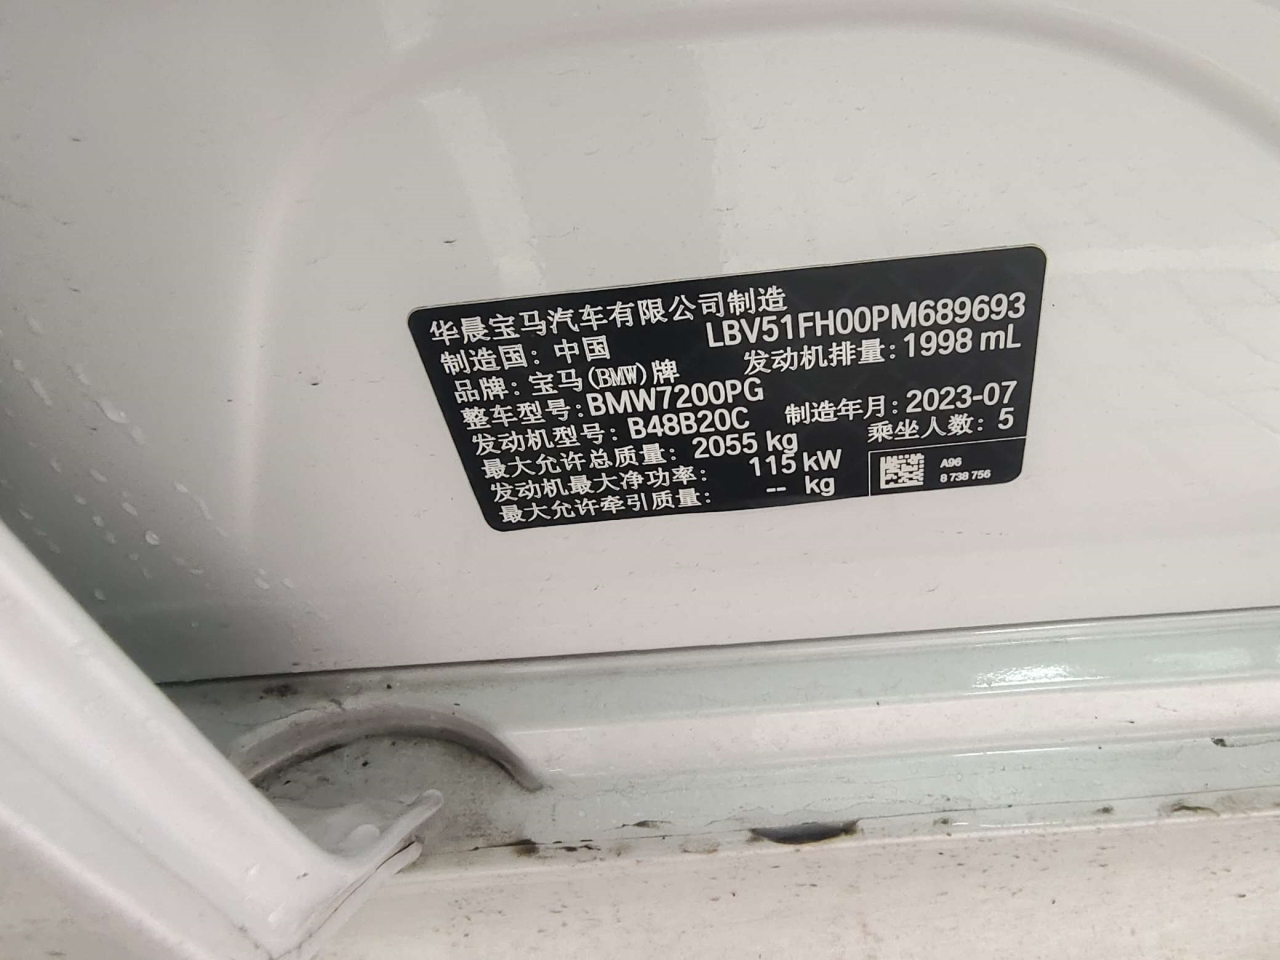 华晨宝马汽车有限公司制造
LBV51FH00PM689693
制造国：中国
发动机排量：1998 mL
品牌：宝马(BMW)牌
整车型号：BMW7200PG
制造年月：2023-07
发动机型号：B48B20C
乘坐人数：5
最大允许总质量：2055 kg
发动机最大净功率：115 kW
最大允许牵引质量：-- kg
A96
8 738 756